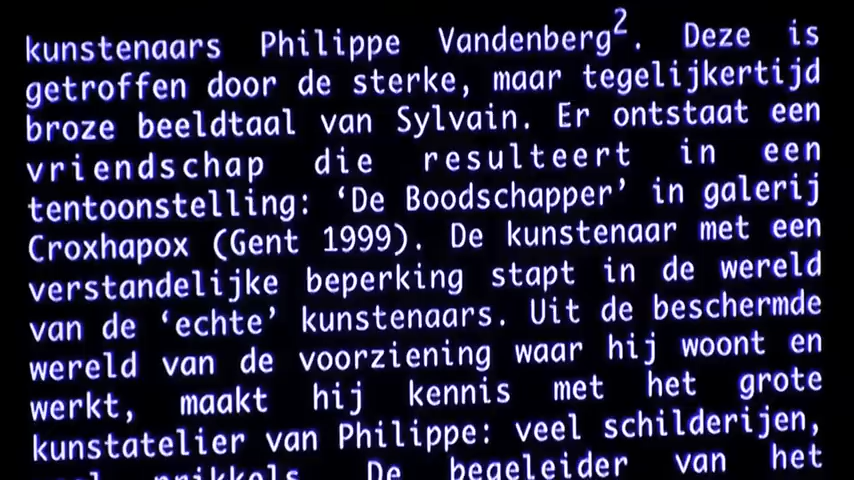 kunstenaars Philippe Vandenberg². Deze is
getroffen door de sterke, maar tegelijkertijd
broze beeldtaal van Sylvain. Er ontstaat een
vriendschap die resulteert in een
tentoonstelling: ‘De Boodschapper’ in galerij
Croxhapox (Gent 1999). De kunstenaar met een
verstandelijke beperking stapt in de wereld
van de ‘echte’ kunstenaars. Uit de beschermde
wereld van de voorziening waar hij woont en
werkt, maakt hij kennis met het grote
kunstatelier van Philippe: veel schilderijen,
prikkels. De begeleider van het